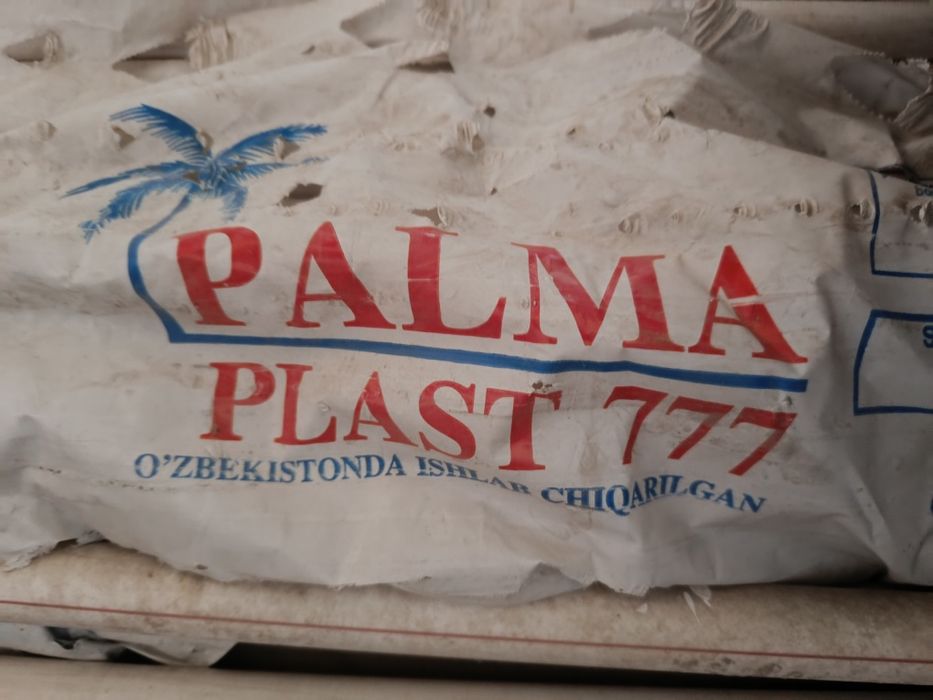 PALMA
PLAST 777
O'ZBEKISTONDA ISHLAB CHIQARILGAN